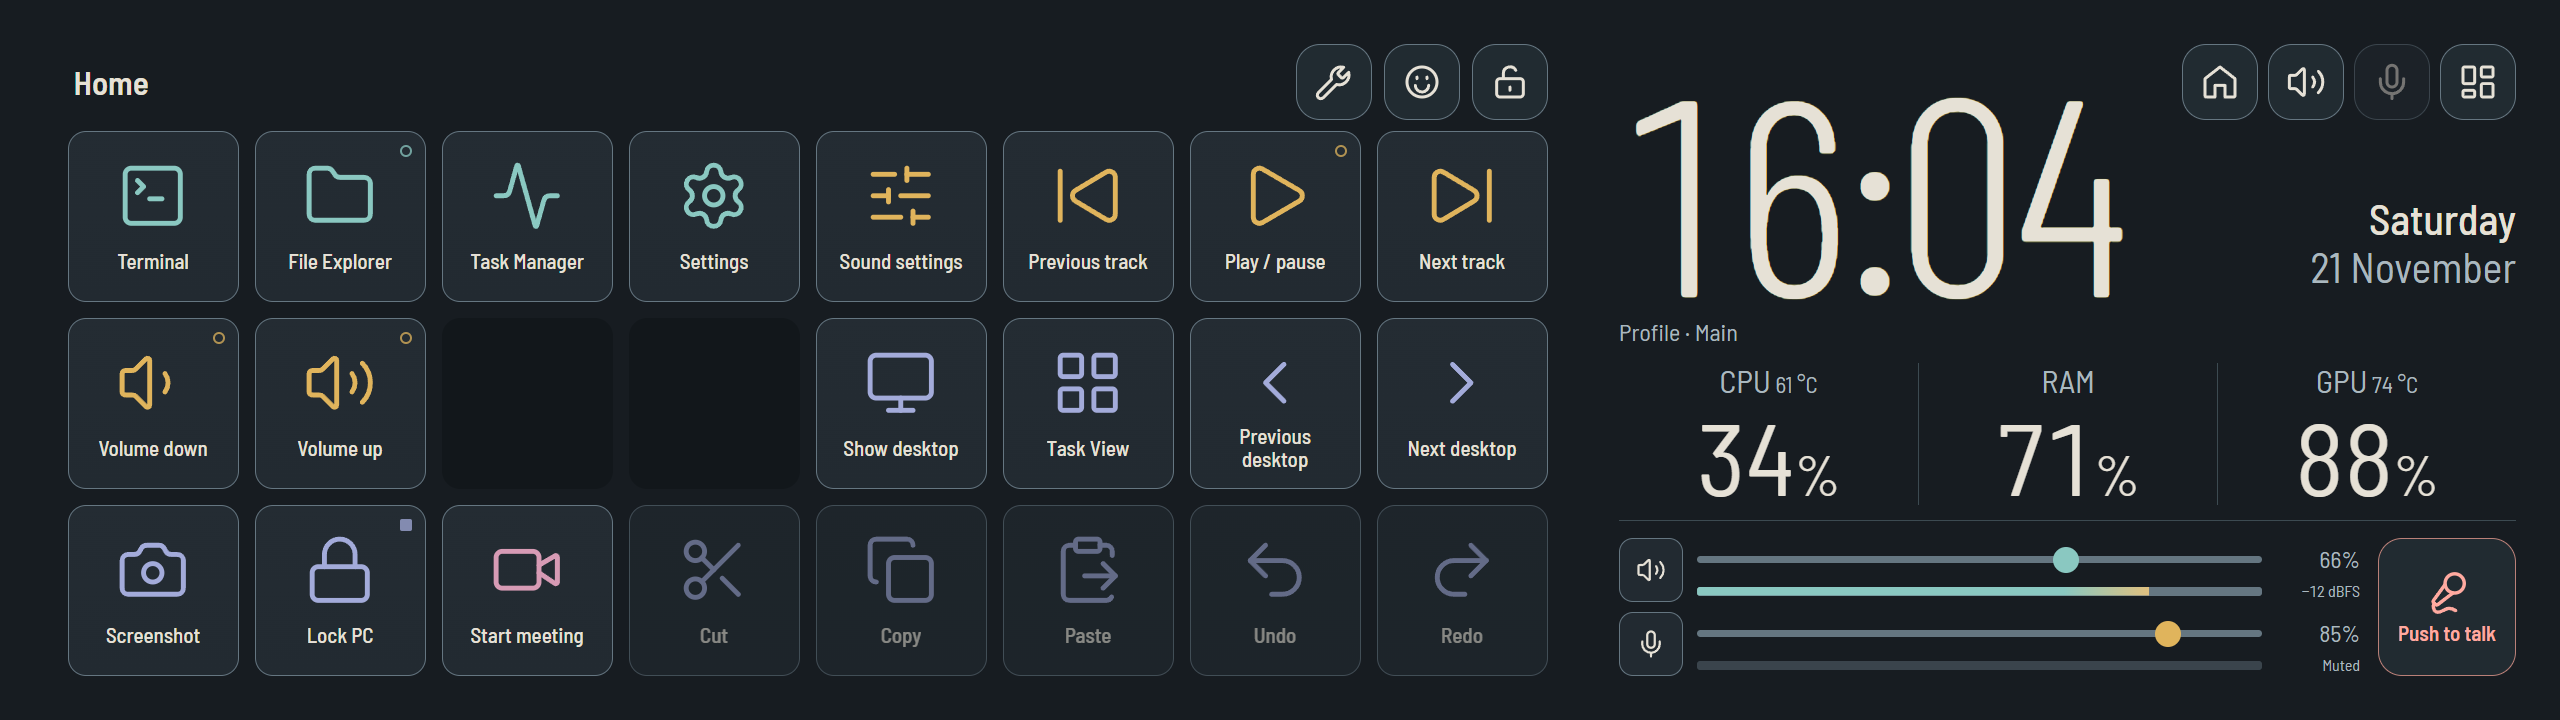 Home
Terminal
File Explorer
Task Manager
Settings
Sound settings
Previous track
Play / pause
Next track
Volume down
Volume up
Show desktop
Task View
Previous
desktop
Next desktop
Screenshot
Lock PC
Start meeting
Cut
Copy
Paste
Undo
Redo
16:04
Saturday
21 November
Profile · Main
CPU 61 °C
34%
RAM
71%
GPU 74 °C
88%
66%
−12 dBFS
85%
Muted
Push to talk